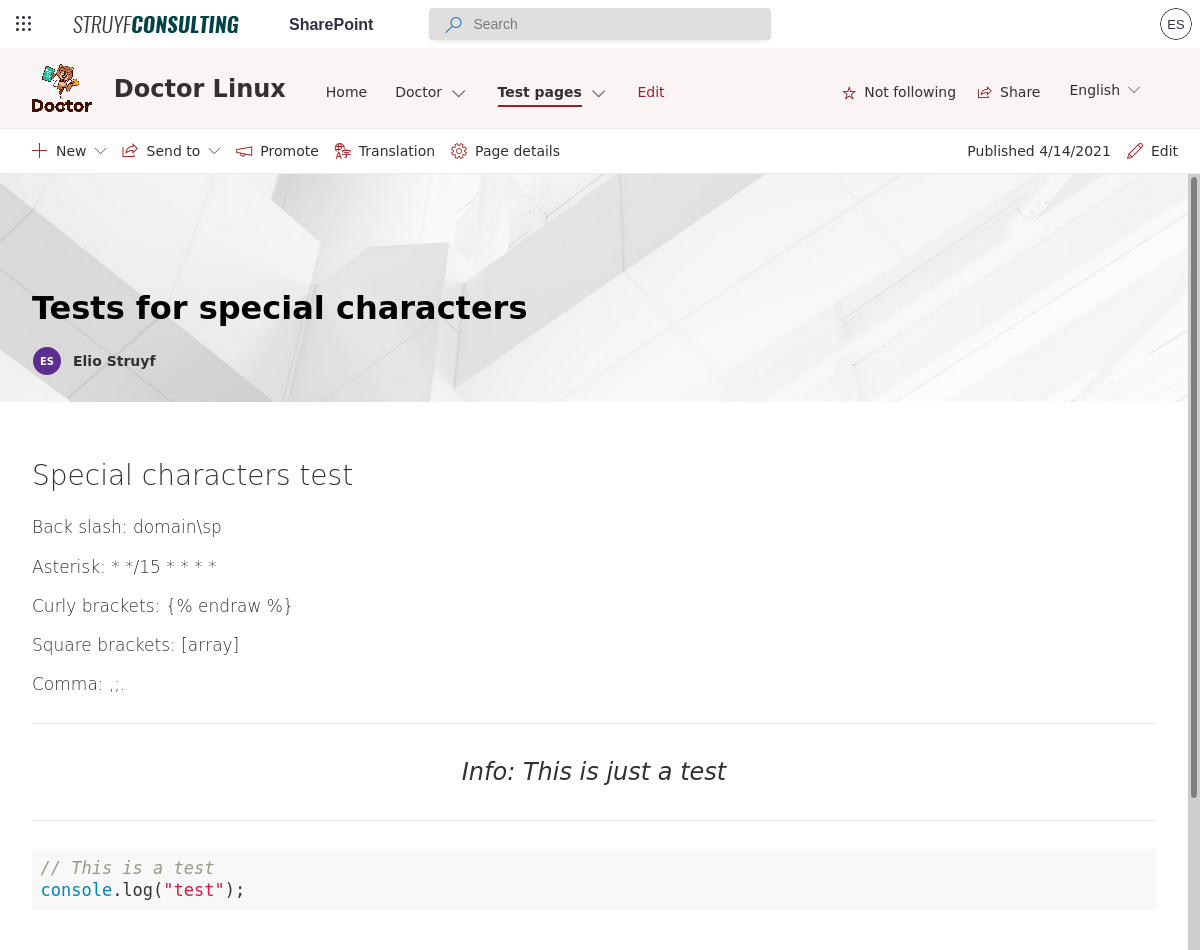 STRUYFCONSULTING SharePoint Search ES
Doctor Doctor Linux Home Doctor Test pages Edit Not following Share English
New Send to Promote Translation Page details Published 4/14/2021 Edit
Tests for special characters
ES Elio Struyf
Special characters test
Back slash: domain\sp
Asterisk: * */15 * * * *
Curly brackets: {% endraw %}
Square brackets: [array]
Comma: ,;.
Info: This is just a test
// This is a test
console.log("test");